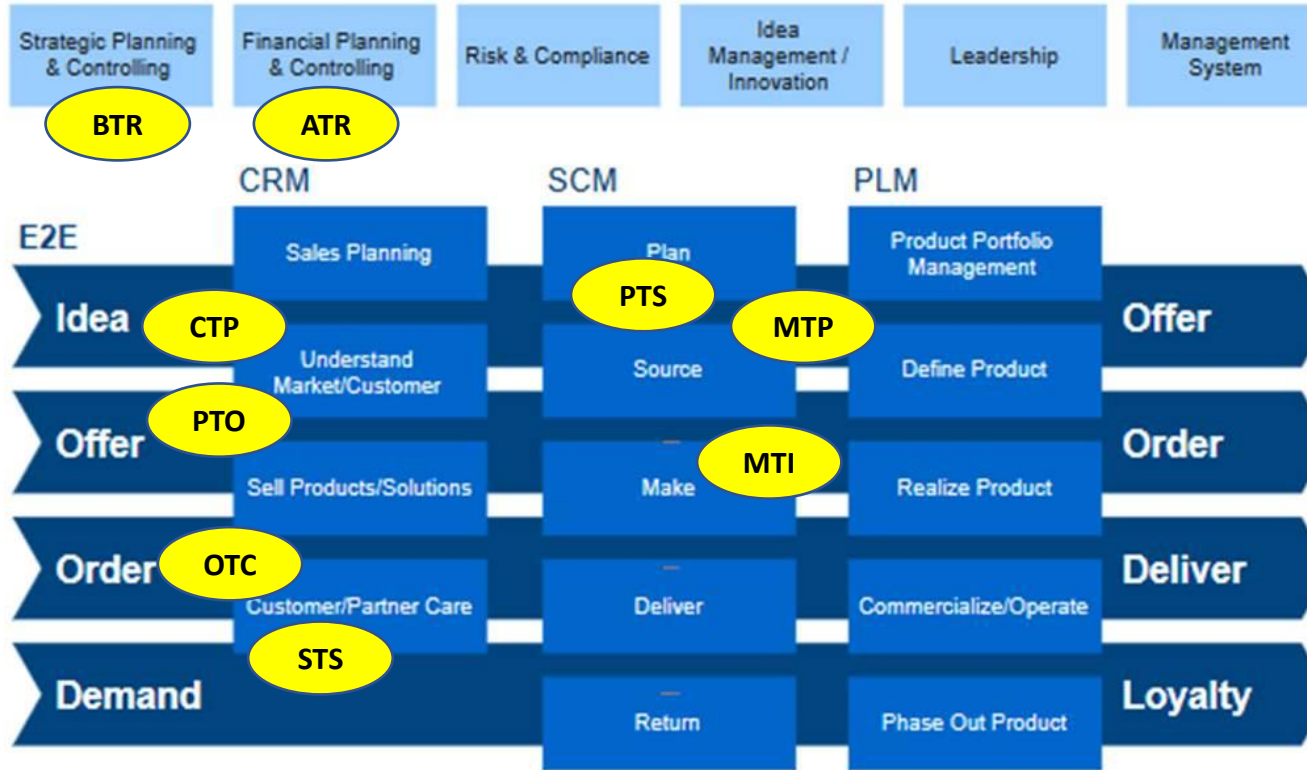 Strategic Planning
& Controlling
Financial Planning
& Controlling
Risk & Compliance
Idea
Management /
Innovation
Leadership
Management
System
BTR
ATR
CRM
SCM
PLM
E2E
Sales Planning
Plan
Product Portfolio
Management
PTS
Idea
CTP
MTP
Offer
Understand
Market/Customer
Source
Define Product
PTO
Offer
Order
MTI
Sell Products/Solutions
Make
Realize Product
OTC
Order
Deliver
Customer/Partner Care
Deliver
Commercialize/Operate
STS
Demand
Loyalty
Return
Phase Out Product